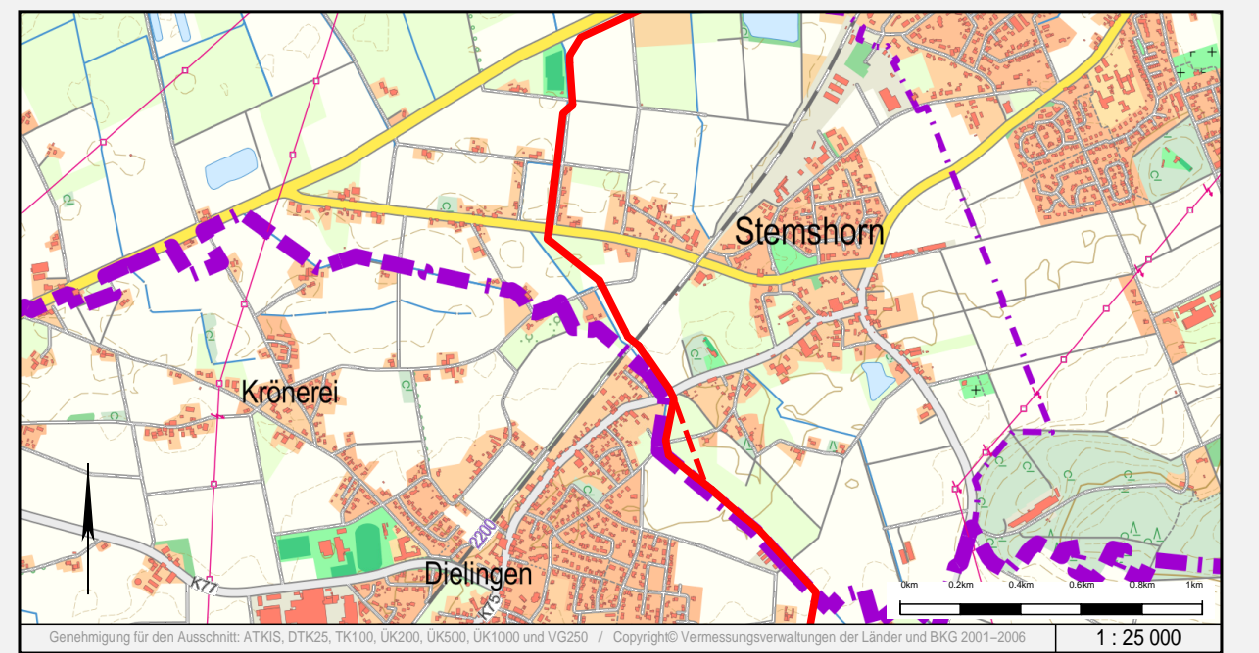 Stemshorn
Krönerei
2200
Dielingen
K77
K75
0km 0.2km 0.4km 0.6km 0.8km 1km
Genehmigung für den Ausschnitt: ATKIS, DTK25, TK100, ÜK200, ÜK500, ÜK1000 und VG250 / Copyright© Vermessungsverwaltungen der Länder und BKG 2001–2006
1 : 25 000